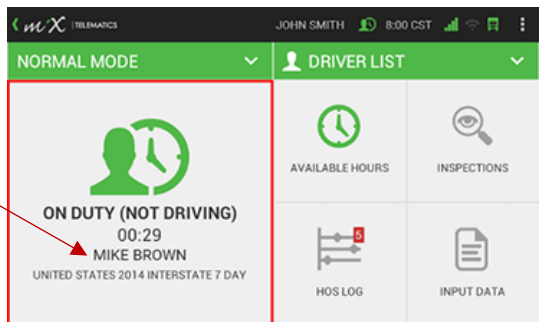 mix TELEMATICS JOHN SMITH 8:00 CST
NORMAL MODE
DRIVER LIST
ON DUTY (NOT DRIVING)
00:29
MIKE BROWN
UNITED STATES 2014 INTERSTATE 7 DAY
AVAILABLE HOURS
INSPECTIONS
5
HOS LOG
INPUT DATA